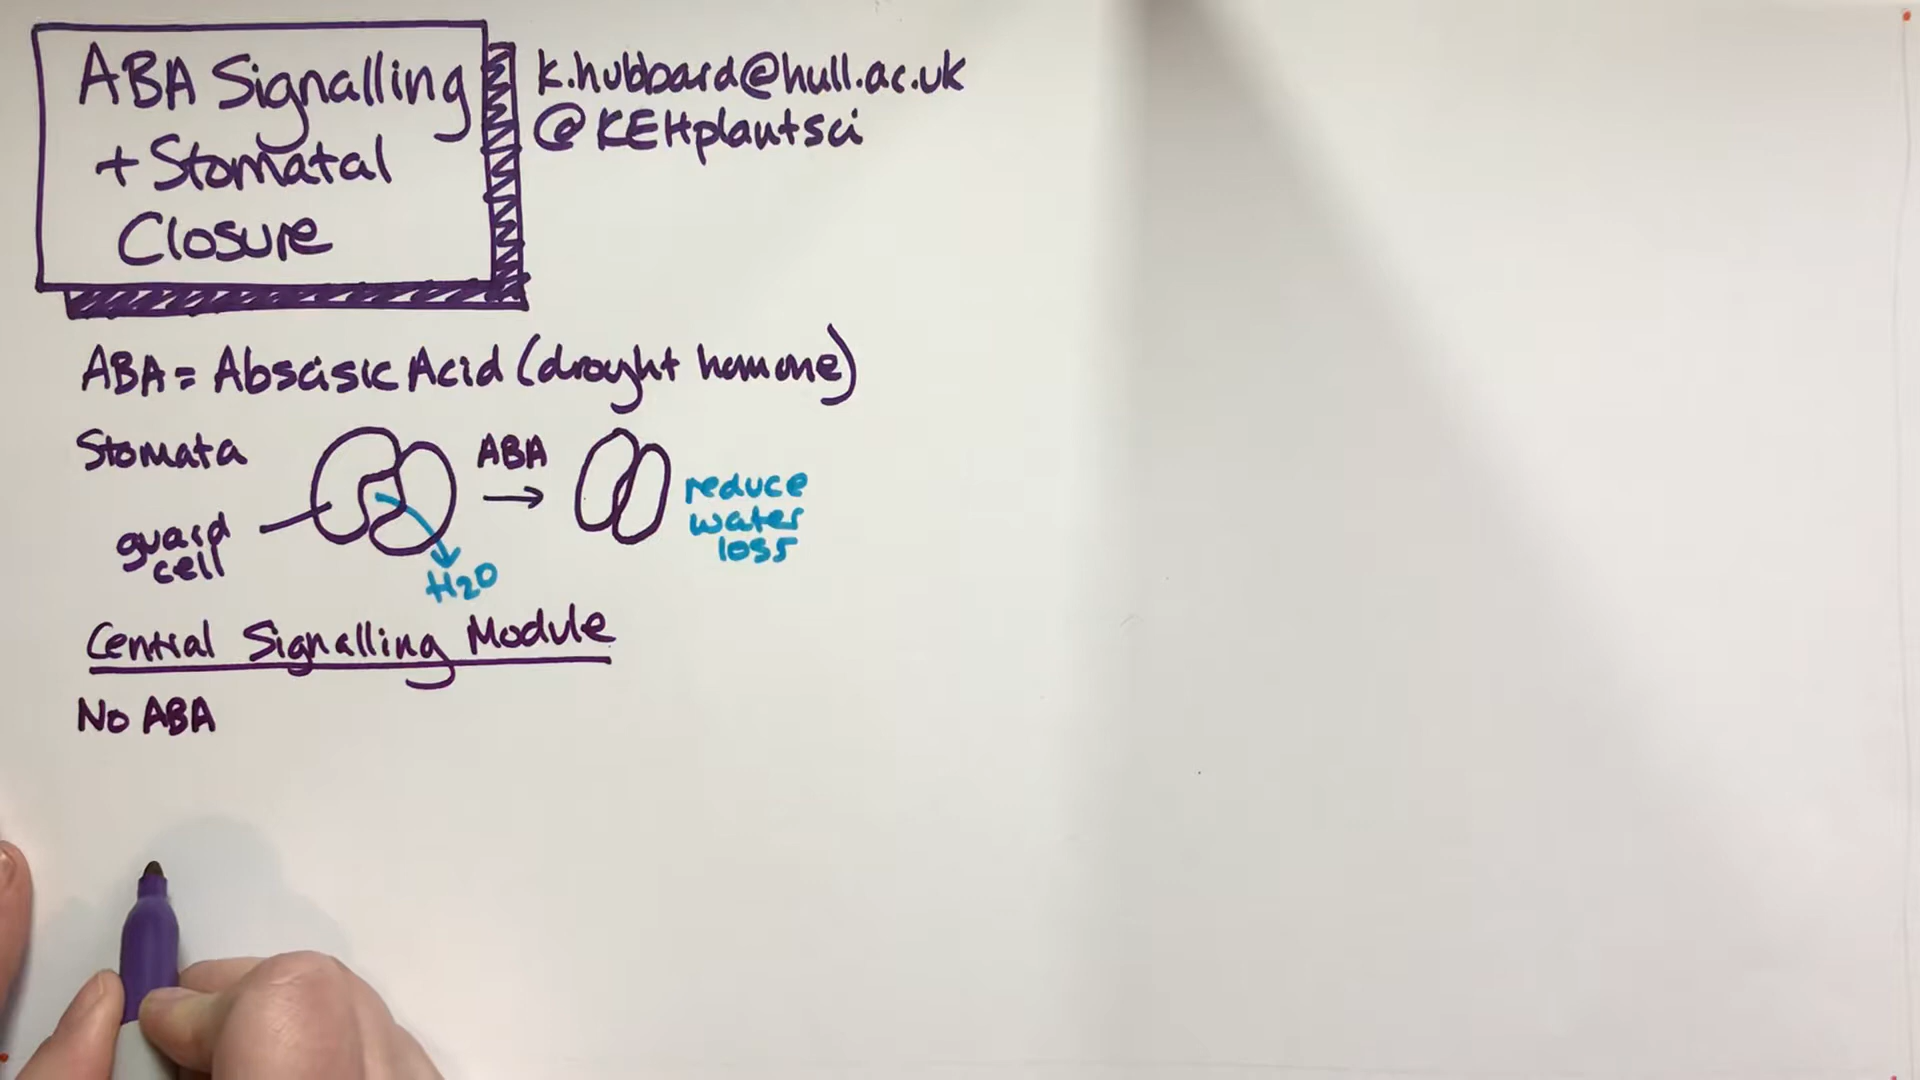 ABA Signalling
+ Stomatal
Closure
k.hubbard@hull.ac.uk
@KEHplantsci
ABA = Abscisic Acid (drought hormone)
Stomata
ABA
reduce
water
loss
guard
cell
H2O
Central Signalling Module
No ABA